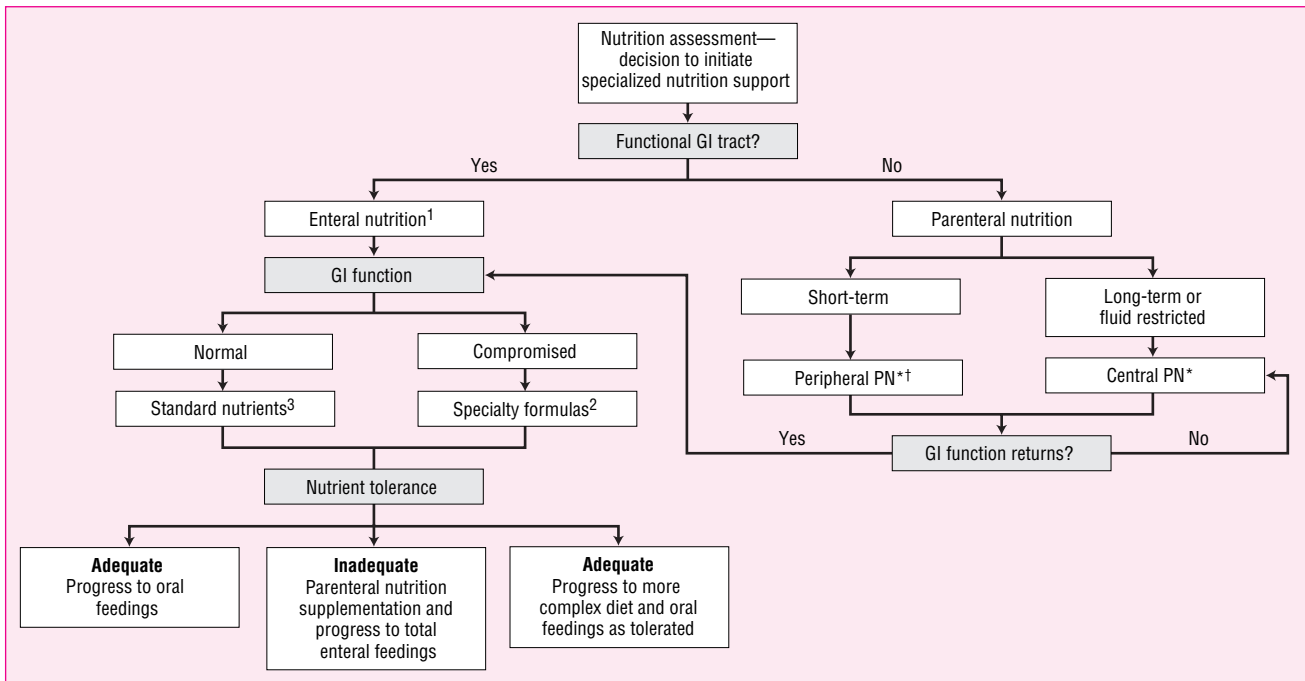 Nutrition assessment—
decision to initiate
specialized nutrition support
Functional GI tract?
Yes
No
Enteral nutrition1
Parenteral nutrition
GI function
Short-term
Long-term or
fluid restricted
Normal
Compromised
Peripheral PN*†
Central PN*
Standard nutrients3
Specialty formulas2
Yes
No
GI function returns?
Nutrient tolerance
Adequate
Progress to oral
feedings
Inadequate
Parenteral nutrition
supplementation and
progress to total
enteral feedings
Adequate
Progress to more
complex diet and oral
feedings as tolerated